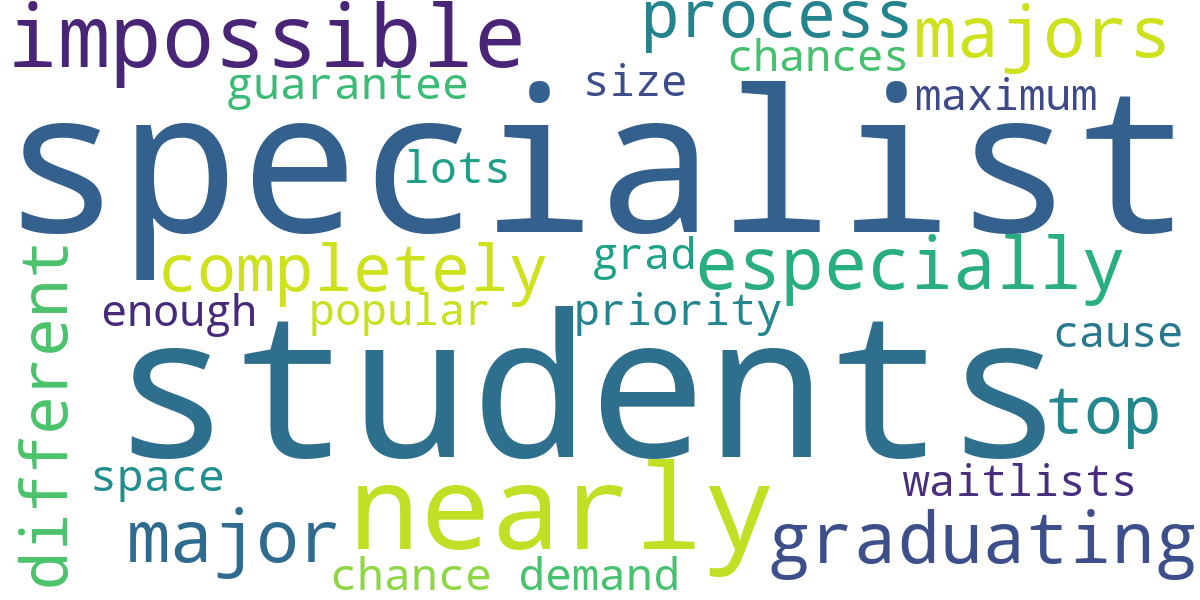 impossible
process
majors
chances
guarantee
size
maximum
specialist
lots
different
completely
grad
especially
enough
popular
priority
cause
students
top
space
nearly
waitlists
major
graduating
chance
demand